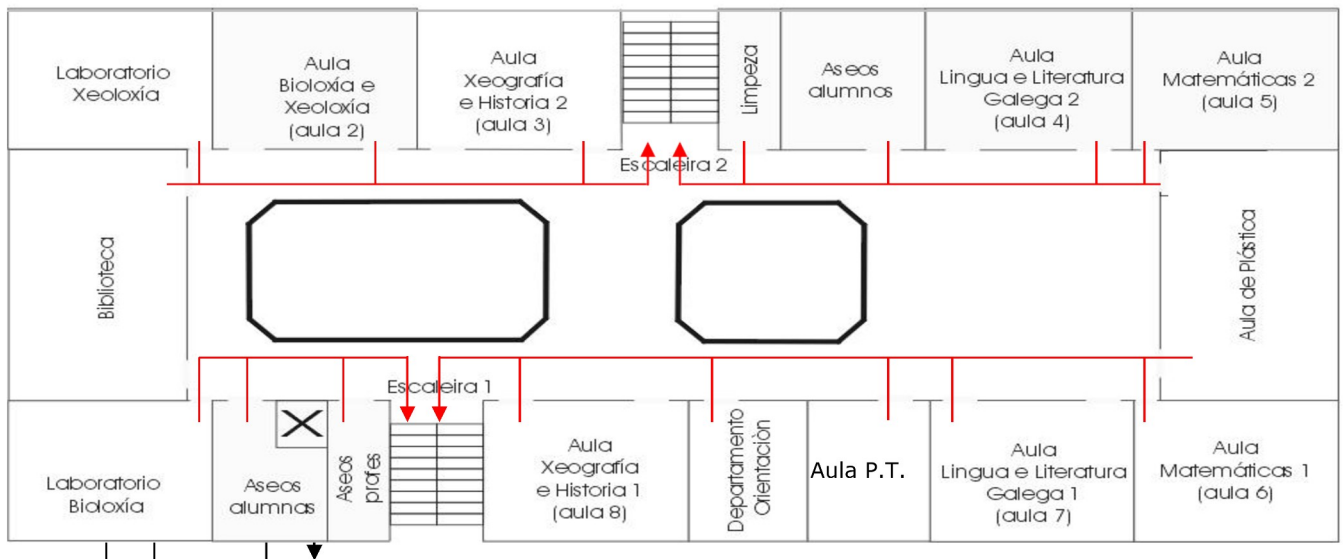 Laboratorio
Xeoloxía
Aula
Bioloxía e
Xeoloxía
(aula 2)
Aula
Xeografía
e Historia 2
(aula 3)
Limpeza
Aseos
alumnos
Aula
Lingua e Literatura
Galega 2
(aula 4)
Aula
Matemáticas 2
(aula 5)
Escaleira 2
Biblioteca
Aula de Plástica
Escaleira 1
Laboratorio
Bioloxía
Aseos
alumnas
X
Aseos
profes
Aula
Xeografía
e Historia 1
(aula 8)
Departamento
Orientaciòn
Aula P.T.
Aula
Lingua e Literatura
Galega 1
(aula 7)
Aula
Matemáticas 1
(aula 6)